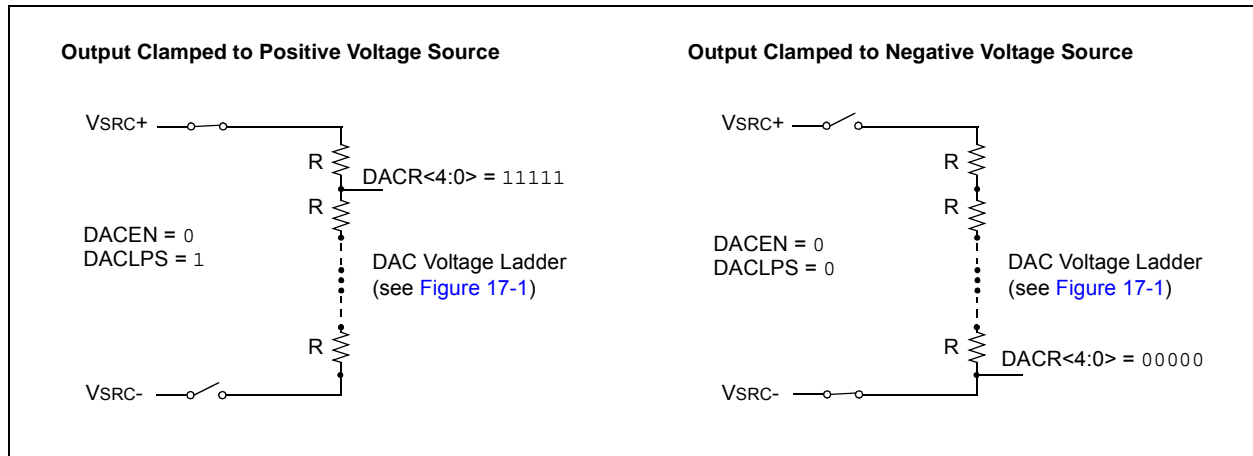 Output Clamped to Positive Voltage Source
VSRC+
R
DACR<4:0> = 11111
R
DACEN = 0
DACLPS = 1
DAC Voltage Ladder
(see Figure 17-1)
R
VSRC-
Output Clamped to Negative Voltage Source
VSRC+
R
R
DACEN = 0
DACLPS = 0
DAC Voltage Ladder
(see Figure 17-1)
R
DACR<4:0> = 00000
VSRC-